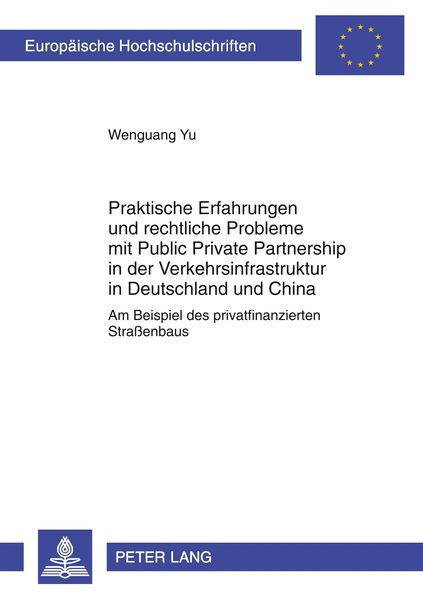 Europäische Hochschulschriften
Wenguang Yu
Praktische Erfahrungen
und rechtliche Probleme
mit Public Private Partnership
in der Verkehrsinfrastruktur
in Deutschland und China
Am Beispiel des privatfinanzierten
Straßenbaus
PETER LANG